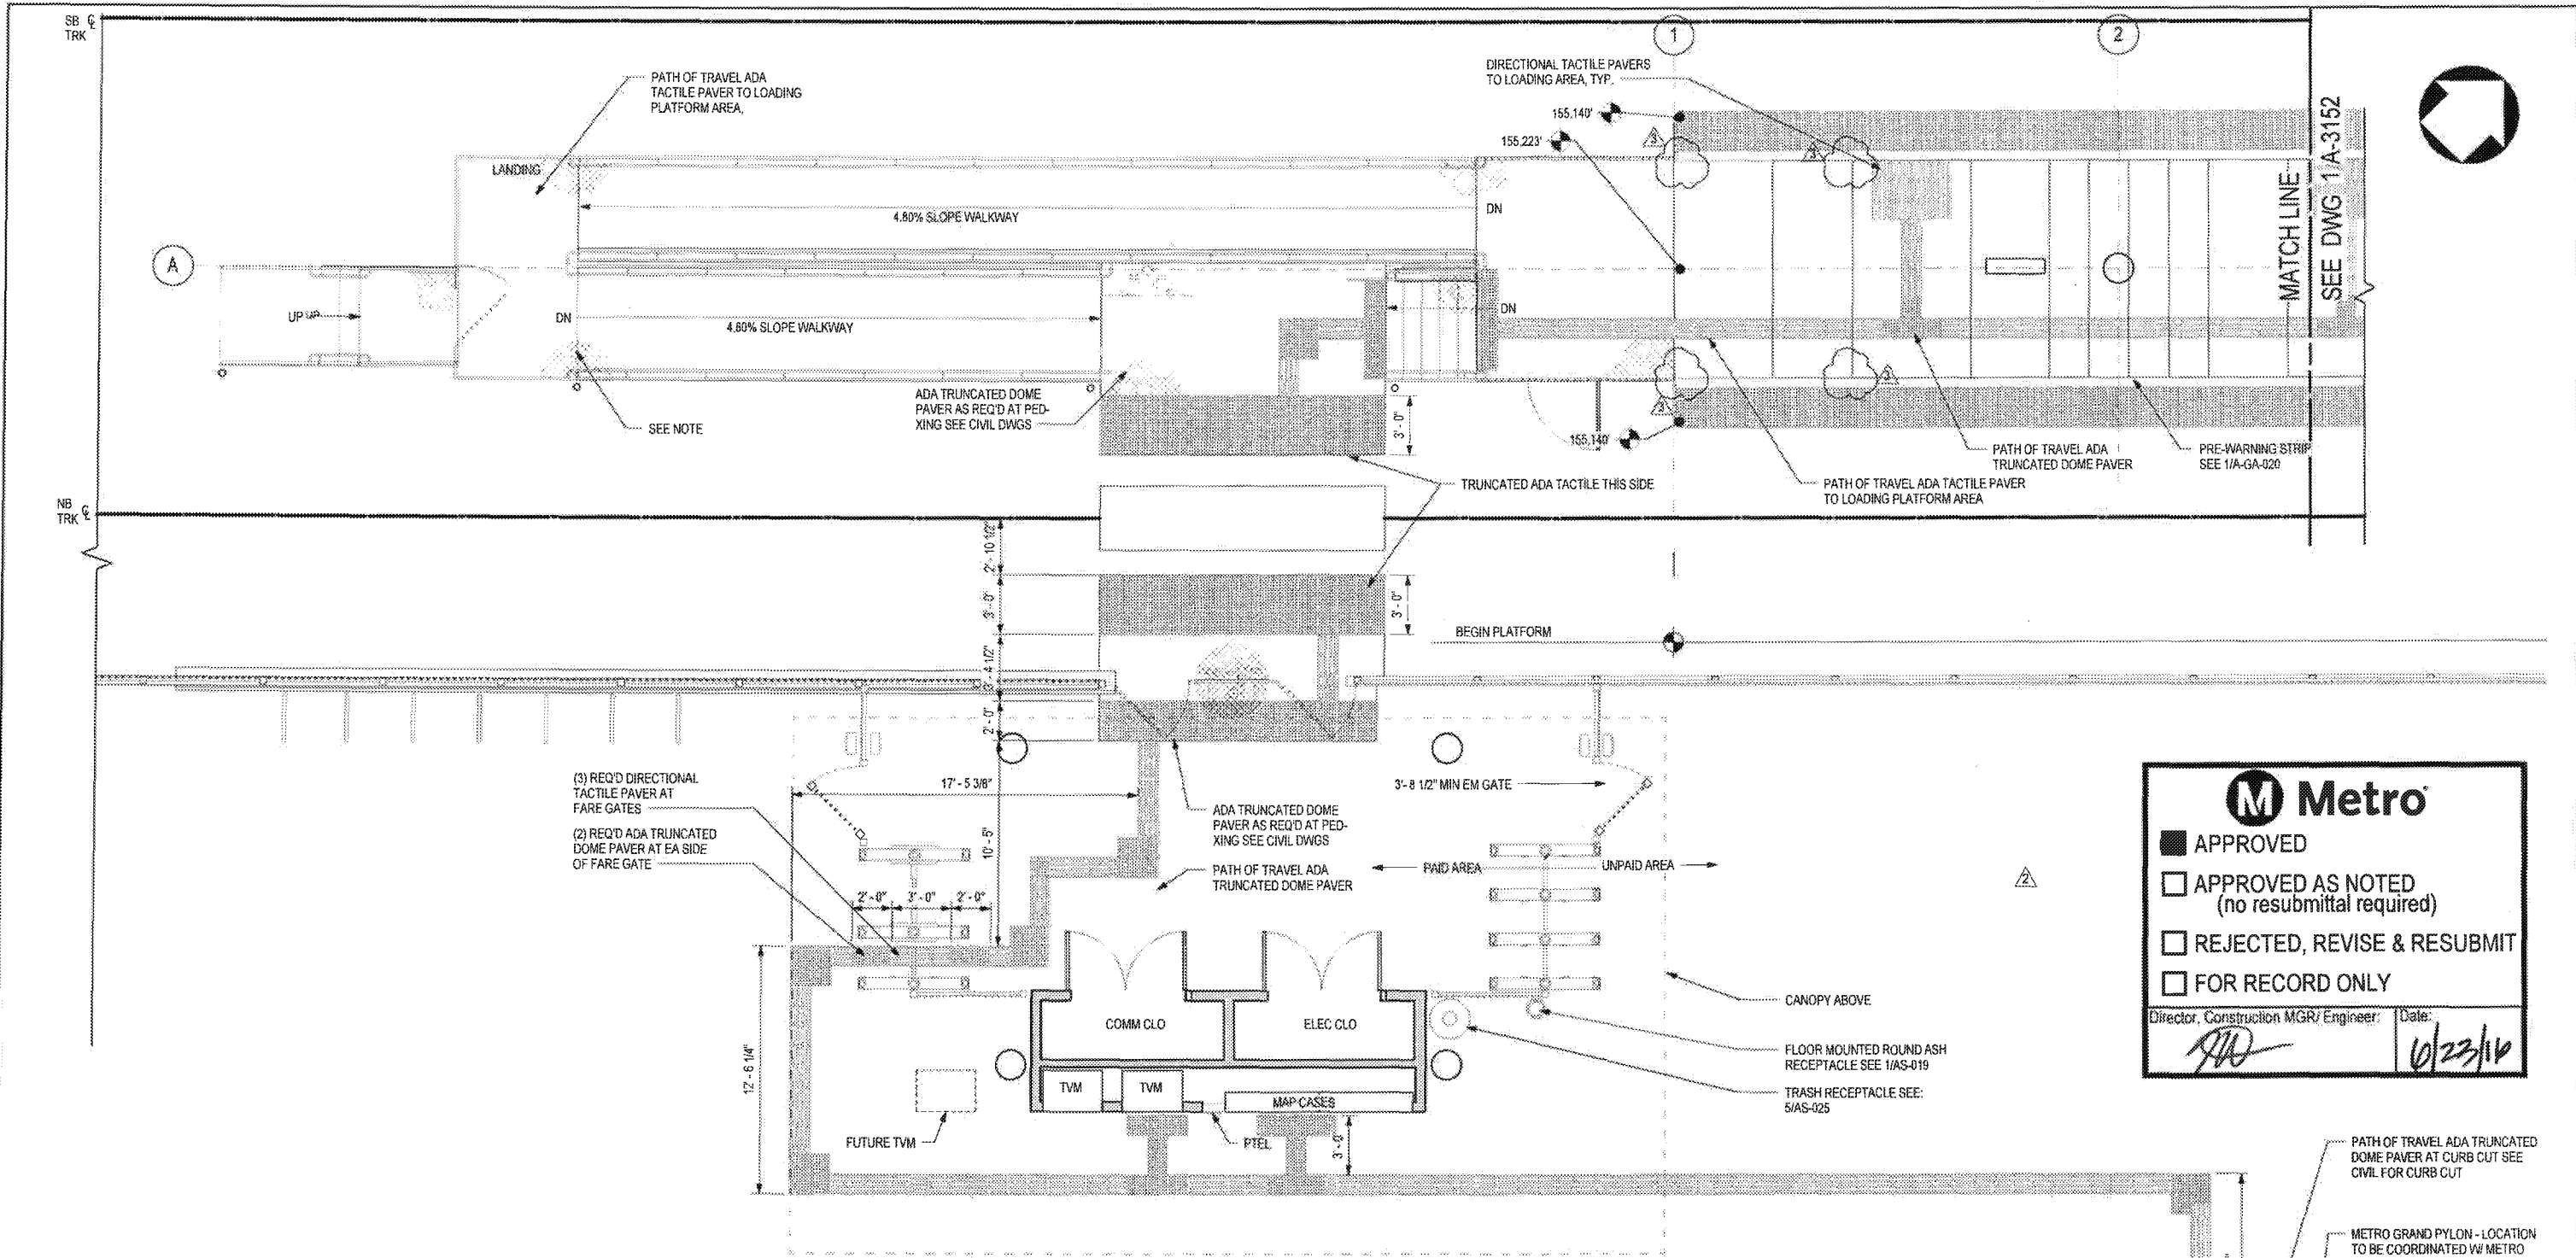 SB ℄
TRK
1
2
PATH OF TRAVEL ADA
TACTILE PAVER TO LOADING
PLATFORM AREA,
DIRECTIONAL TACTILE PAVERS
TO LOADING AREA, TYP.
155.140'
155.223'
3
3
LANDING
4.80% SLOPE WALKWAY
DN
MATCH LINE
SEE DWG 1/A-3152
A
UP UP
DN
4.80% SLOPE WALKWAY
DN
ADA TRUNCATED DOME
PAVER AS REQ'D AT PED-
XING SEE CIVIL DWGS
SEE NOTE
3'-0"
3
3
155.140'
PATH OF TRAVEL ADA
TRUNCATED DOME PAVER
PRE-WARNING STRIP
SEE 1/A-GA-020
TRUNCATED ADA TACTILE THIS SIDE
PATH OF TRAVEL ADA TACTILE PAVER
TO LOADING PLATFORM AREA
NB ℄
TRK
2'-10 1/2"
3'-0"
3'-0"
3'-4 1/2"
2'-0"
BEGIN PLATFORM
(3) REQ'D DIRECTIONAL
TACTILE PAVER AT
FARE GATES
(2) REQ'D ADA TRUNCATED
DOME PAVER AT EA SIDE
OF FARE GATE
17'-5 3/8"
10'-5"
3'-8 1/2" MIN EM GATE
ADA TRUNCATED DOME
PAVER AS REQ'D AT PED-
XING SEE CIVIL DWGS
PATH OF TRAVEL ADA
TRUNCATED DOME PAVER
PAID AREA
UNPAID AREA
2
2'-0"
3'-0"
2'-0"
COMM CLO
ELEC CLO
CANOPY ABOVE
FLOOR MOUNTED ROUND ASH
RECEPTACLE SEE 1/AS-019
TRASH RECEPTACLE SEE:
5/AS-025
12'-6 1/4"
TVM
TVM
MAP CASES
FUTURE TVM
PTEL
3'-0"
M Metro
APPROVED
APPROVED AS NOTED
(no resubmittal required)
REJECTED, REVISE & RESUBMIT
FOR RECORD ONLY
Director, Construction MGR/ Engineer:
Date:
6/23/16
PATH OF TRAVEL ADA TRUNCATED
DOME PAVER AT CURB CUT SEE
CIVIL FOR CURB CUT
METRO GRAND PYLON - LOCATION
TO BE COORDINATED W/ METRO